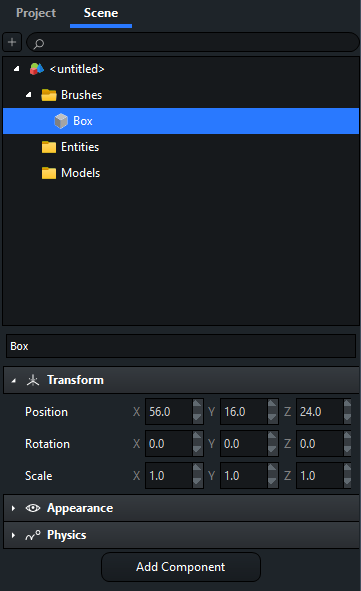 Project Scene
+
<untitled>
Brushes
Box
Entities
Models
Box
Transform
Position X 56.0 Y 16.0 Z 24.0
Rotation X 0.0 Y 0.0 Z 0.0
Scale X 1.0 Y 1.0 Z 1.0
Appearance
Physics
Add Component